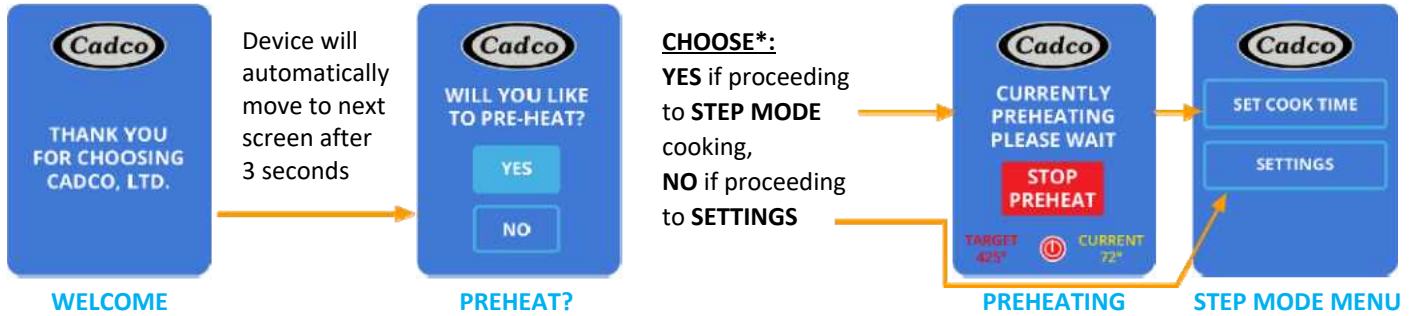 Cadco
THANK YOU
FOR CHOOSING
CADCO, LTD.
WELCOME
Device will
automatically
move to next
screen after
3 seconds
Cadco
WILL YOU LIKE
TO PRE-HEAT?
YES
NO
PREHEAT?
CHOOSE*:
YES if proceeding
to STEP MODE
cooking,
NO if proceeding
to SETTINGS
Cadco
CURRENTLY
PREHEATING
PLEASE WAIT
STOP
PREHEAT
TARGET
425°
CURRENT
72°
PREHEATING
Cadco
SET COOK TIME
SETTINGS
STEP MODE MENU